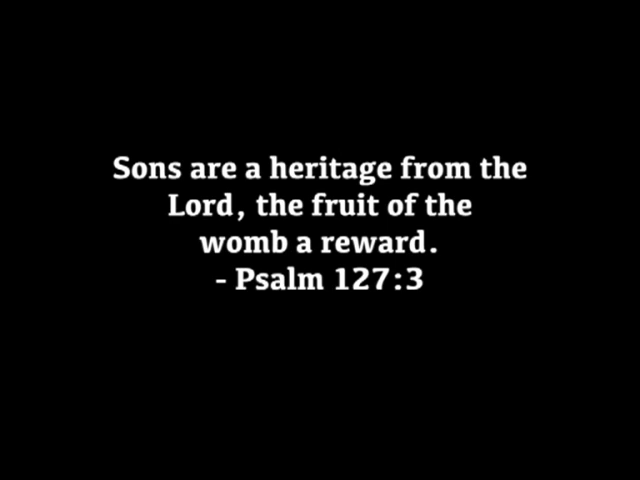 Sons are a heritage from the
Lord, the fruit of the
womb a reward.
- Psalm 127:3